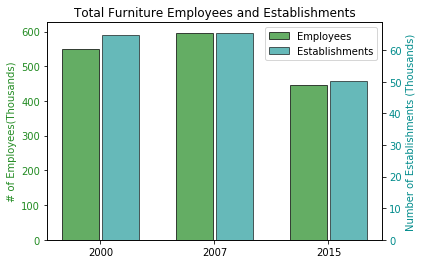 Total Furniture Employees and Establishments
Employees
Establishments
# of Employees(Thousands)
600
500
400
300
200
100
0
Number of Establishments (Thousands)
60
50
40
30
20
10
0
2000 2007 2015